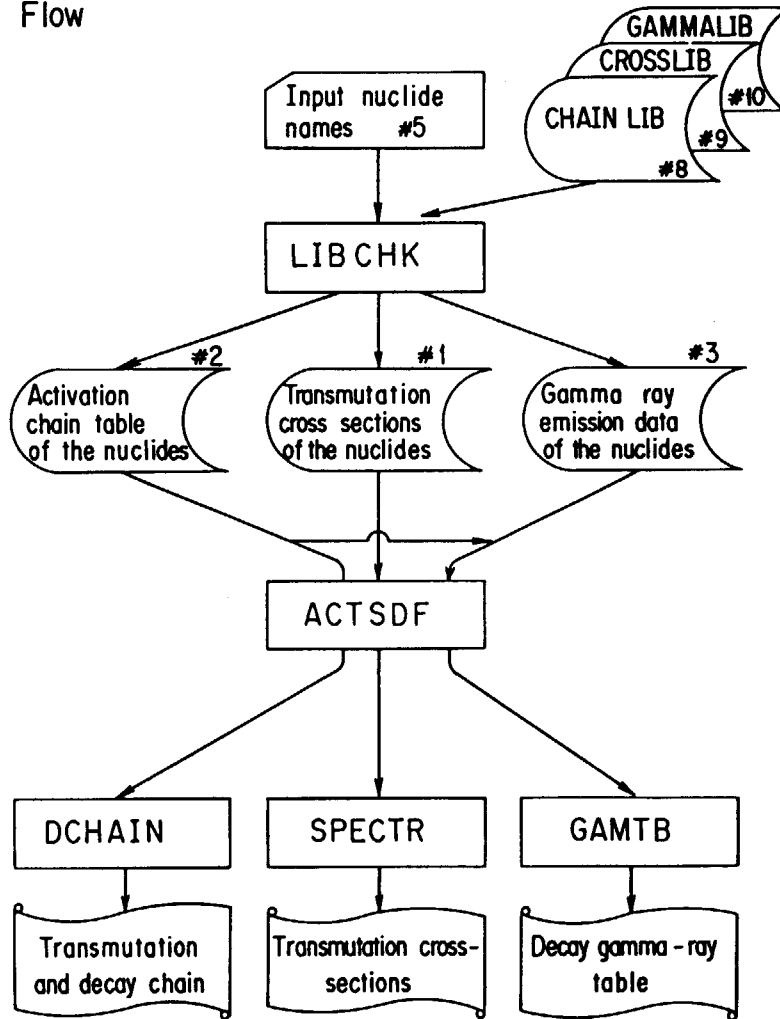 Flow
GAMMALIB
CROSSLIB
#10
Input nuclide
names #5
CHAIN LIB
#9
#8
LIBCHK
#2
#1
#3
Activation
chain table
of the nuclides
Transmutation
cross sections
of the nuclides
Gamma ray
emission data
of the nuclides
ACTSDF
DCHAIN
SPECTR
GAMTB
Transmutation
and decay chain
Transmutation cross-
sections
Decay gamma-ray
table